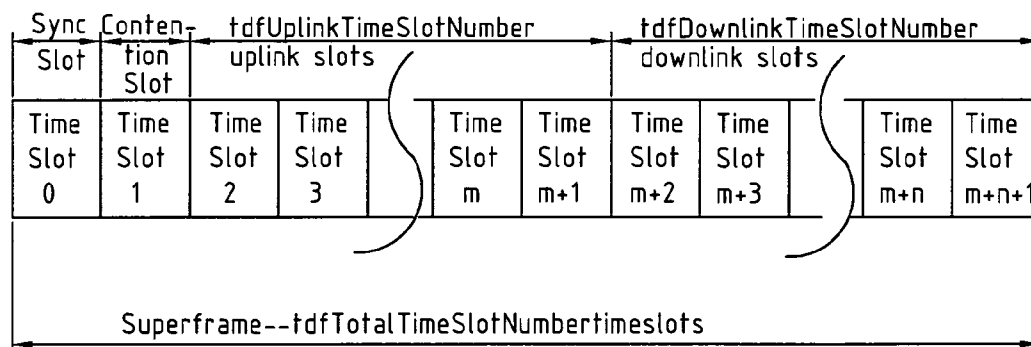 Sync Conten- tdfUplinkTimeSlotNumber tdfDownlinkTimeSlotNumber
Slot tion uplink slots downlink slots
Slot
Time Time Time Time Time Time Time Time Time Time
Slot Slot Slot Slot Slot Slot Slot Slot Slot Slot
0 1 2 3 m m+1 m+2 m+3 m+n m+n+1
Superframe--tdfTotalTimeSlotNumbertimeslots